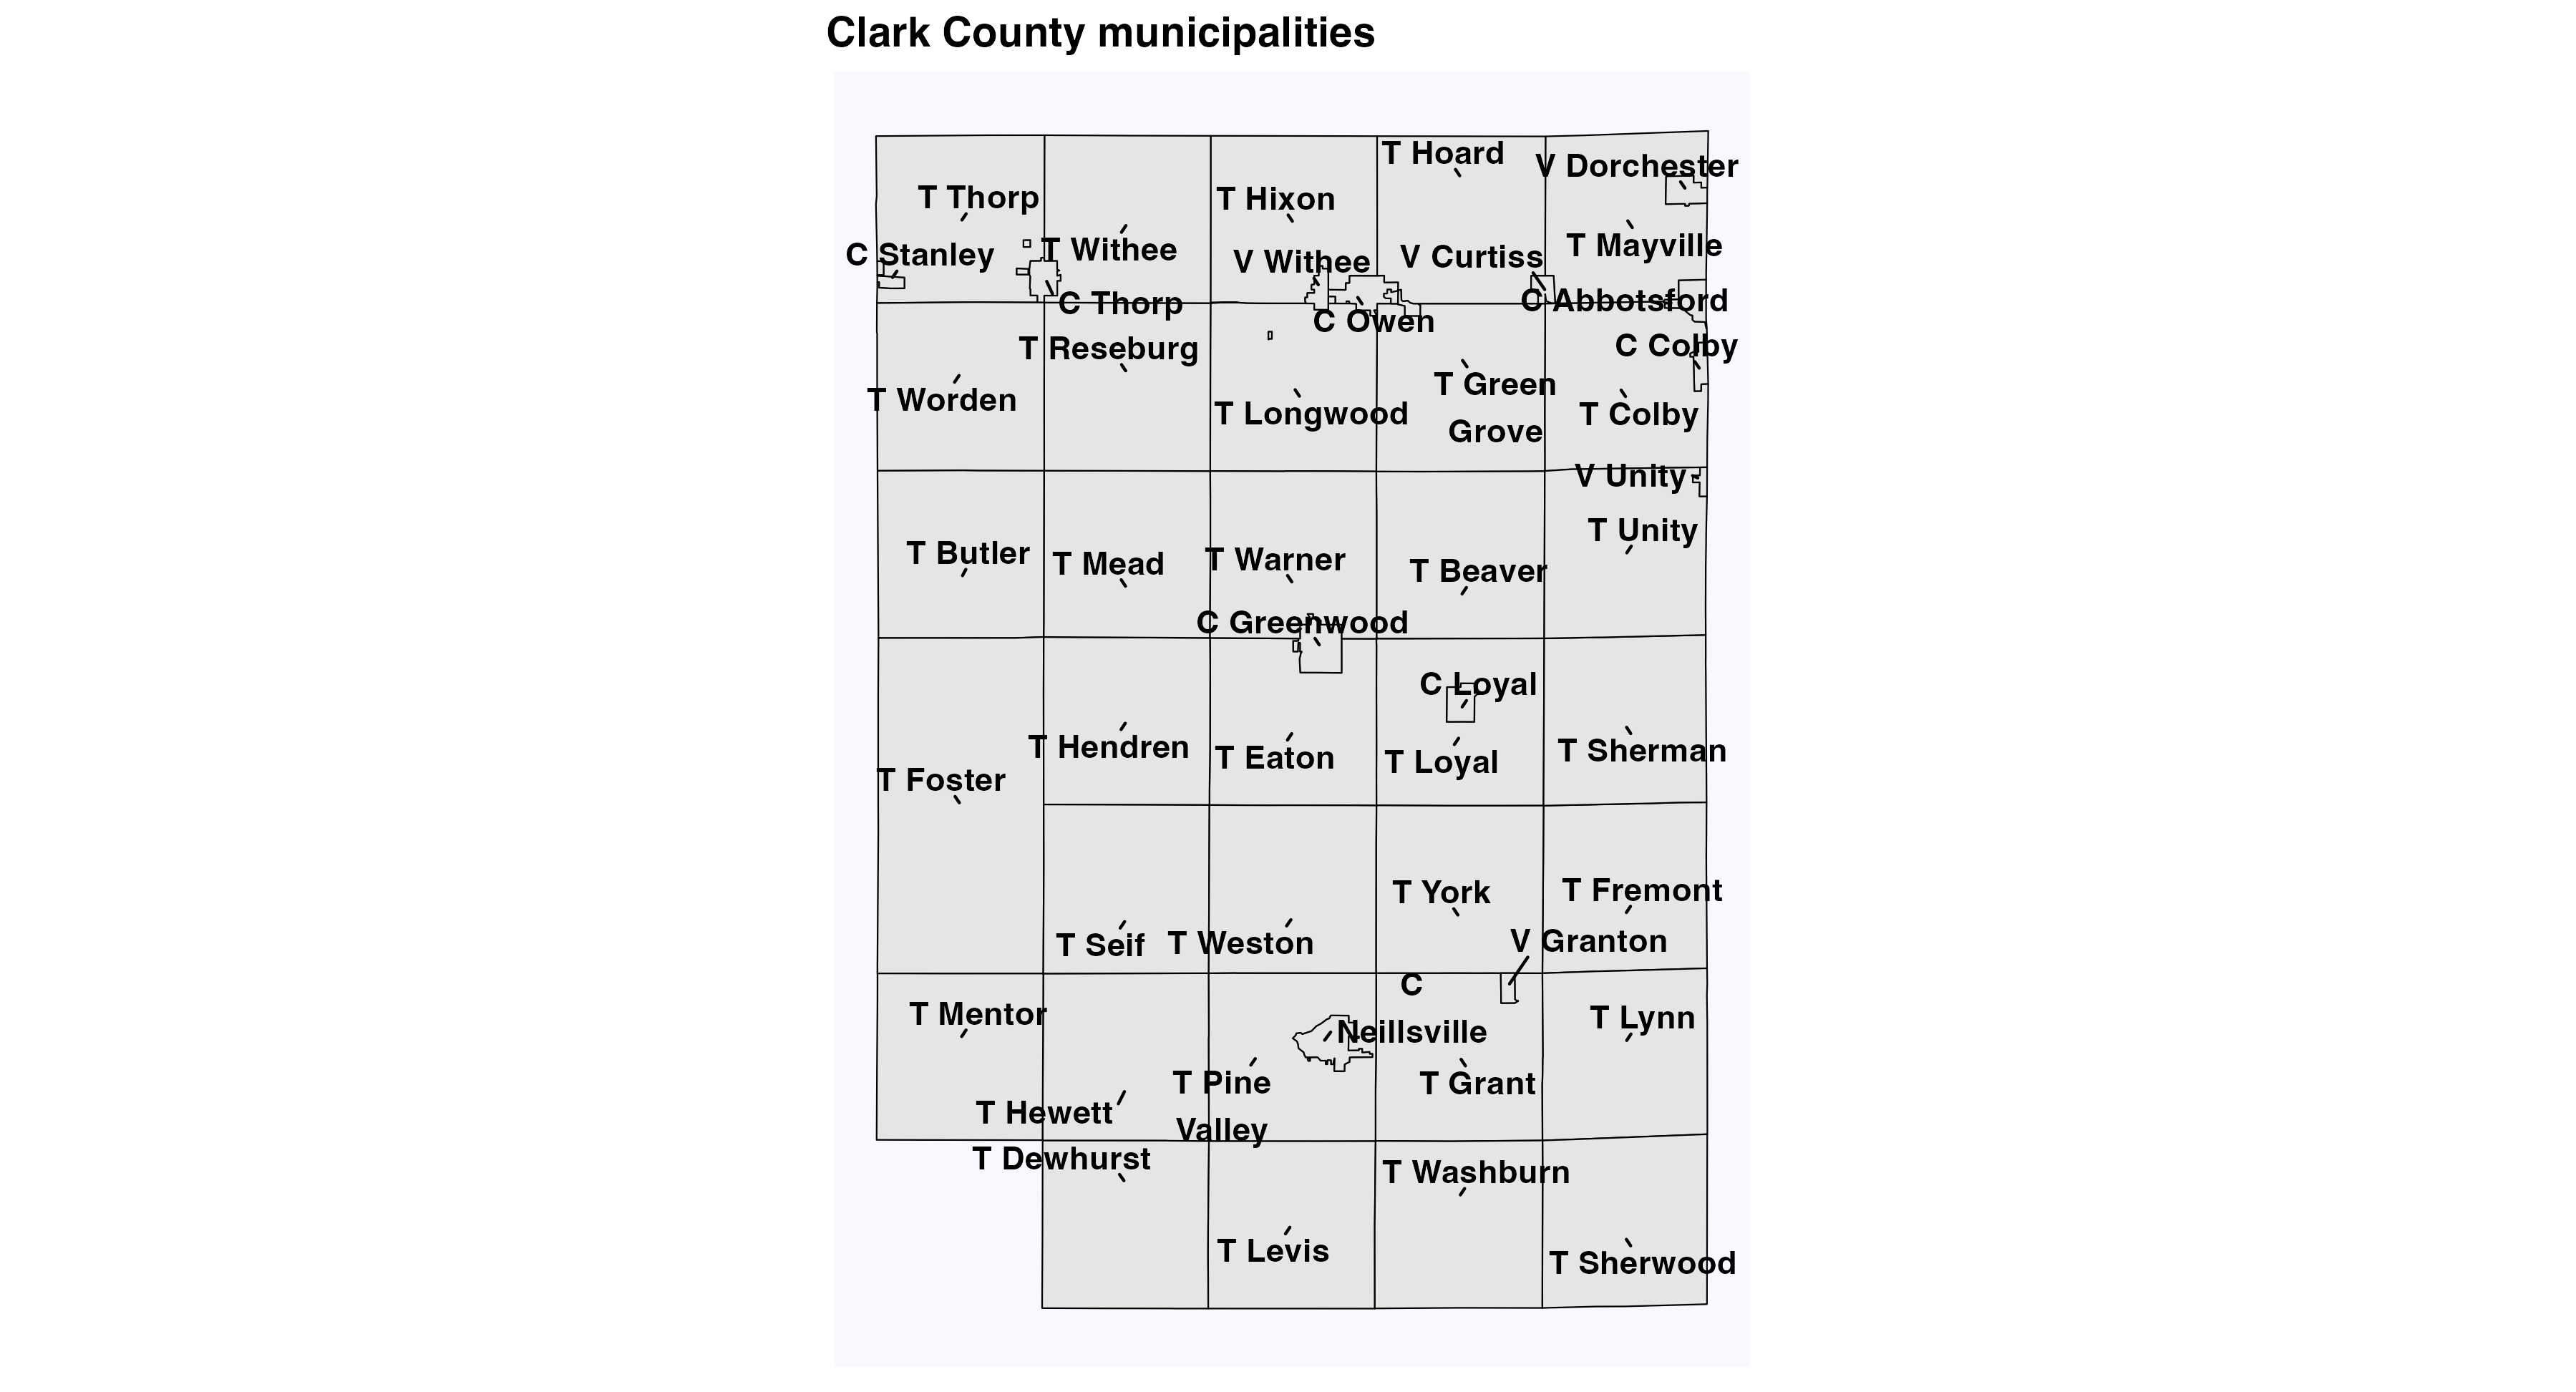 Clark County municipalities
T Hoard
V Dorchester
T Thorp
T Hixon
T Mayville
T Withee
C Stanley
V Withee
V Curtiss
C Thorp
C Abbotsford
C Owen
C Colby
T Reseburg
T Green
Grove
T Worden
T Longwood
T Colby
V Unity
T Unity
T Butler
T Mead
T Warner
T Beaver
C Greenwood
C Loyal
T Hendren
T Eaton
T Loyal
T Sherman
T Foster
T York
T Fremont
T Seif
T Weston
V Granton
C
Neillsville
T Mentor
T Lynn
T Pine
Valley
T Grant
T Hewett
T Dewhurst
T Washburn
T Levis
T Sherwood